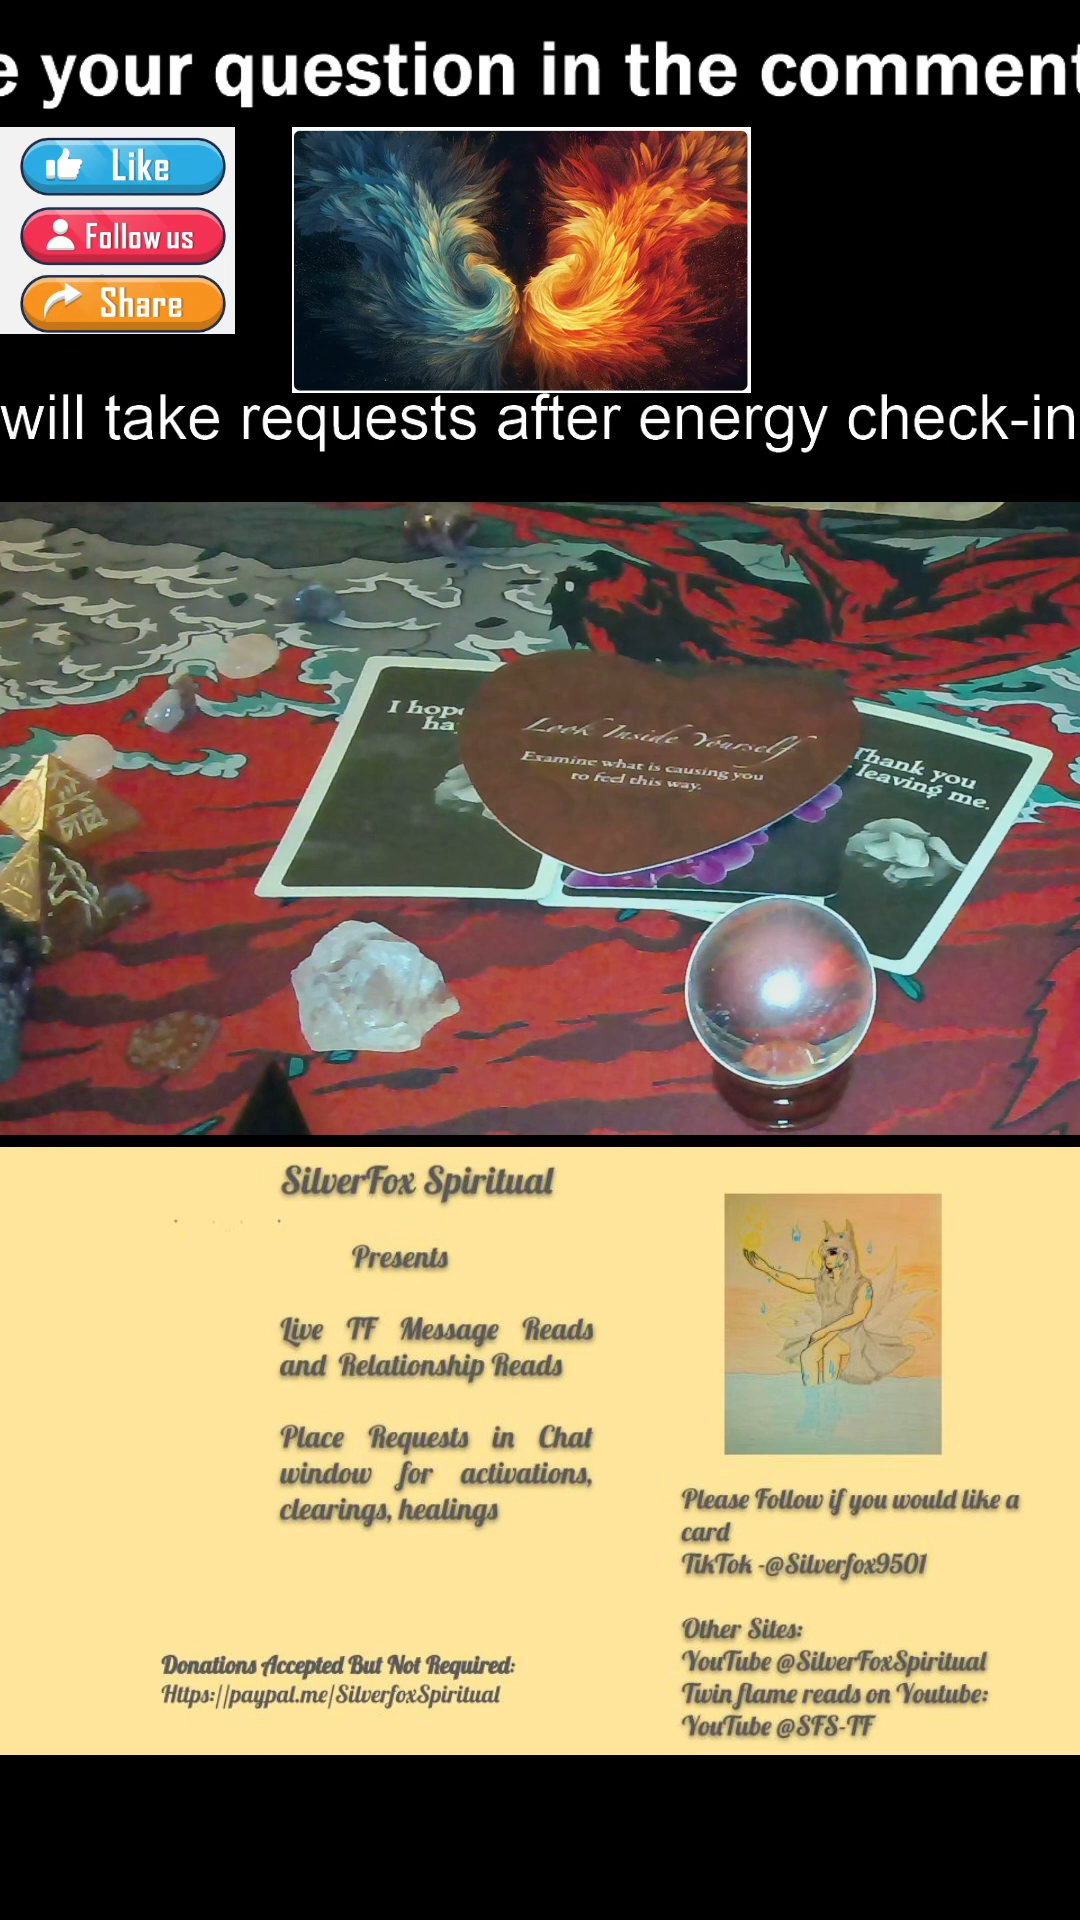 e your question in the comment
Like
Follow us
Share
will take requests after energy check-in
I hope
ha
Look Inside Yourself
Examine what is causing you
to feel this way.
Thank you
leaving me.
SilverFox Spiritual
Presents
Live TF Message Reads
and Relationship Reads
Place Requests in Chat
window for activations,
clearings, healings
Donations Accepted But Not Required:
Https://paypal.me/SilverfoxSpiritual
Please Follow if you would like a
card
TikTok -@Silverfox9501
Other Sites:
YouTube @SilverFoxSpiritual
Twin flame reads on Youtube:
YouTube @SFS-TF